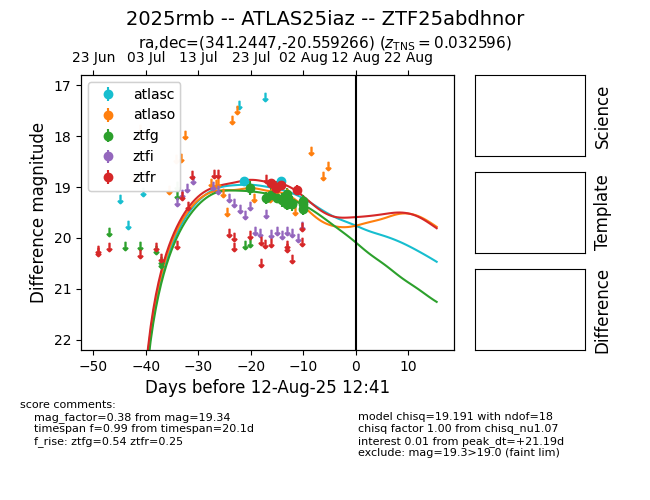 2025rmb -- ATLAS25iaz -- ZTF25abdhnor
ra,dec=(341.2447,-20.559266) (z_TNS = 0.032596)
23 Jun 03 Jul 13 Jul 23 Jul 02 Aug 12 Aug 22 Aug
17
18
19
20
21
22
Difference magnitude
atlasc
atlaso
ztfg
ztfi
ztfr
−50 −40 −30 −20 −10 0 10
Days before 12-Aug-25 12:41
Science
Template
Difference
score comments:
mag_factor=0.38 from mag=19.34
timespan f=0.99 from timespan=20.1d
f_rise: ztfg=0.54 ztfr=0.25
model chisq=19.191 with ndof=18
chisq factor 1.00 from chisq_nu1.07
interest 0.01 from peak_dt=+21.19d
exclude: mag=19.3>19.0 (faint lim)